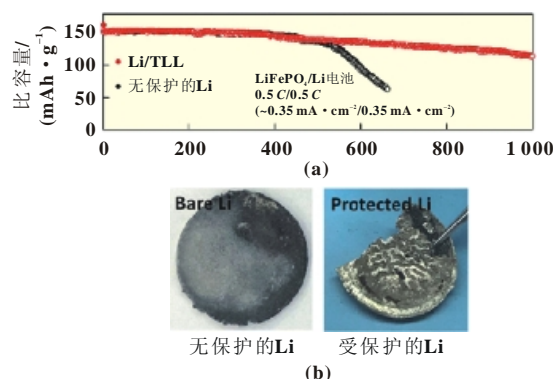 比容量/
(mAh·g⁻¹)
150
100
50
0
Li/TLL
无保护的Li
LiFePO₄/Li电池
0.5 C/0.5 C
(~0.35 mA·cm⁻²/0.35 mA·cm⁻²)
0 200 400 600 800 1 000
(a)
Bare Li Protected Li
无保护的Li 受保护的Li
(b)